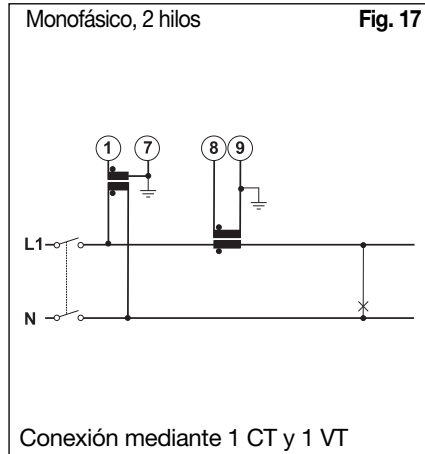 Monofásico, 2 hilos Fig. 17
1 7 8 9
L1
N
Conexión mediante 1 CT y 1 VT